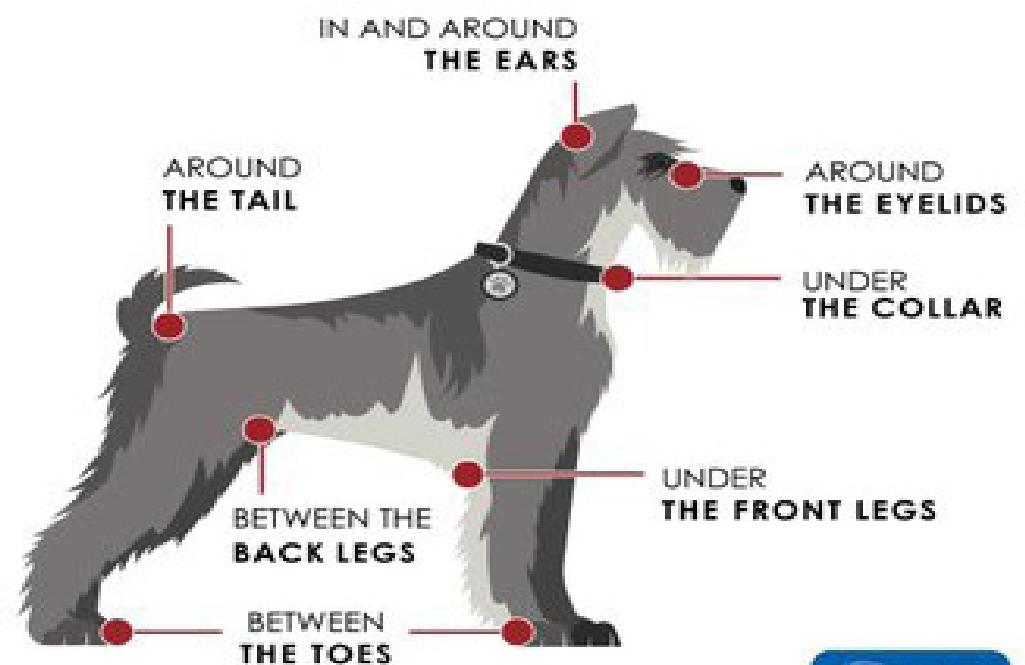 IN AND AROUND
THE EARS
AROUND
THE TAIL
AROUND
THE EYELIDS
UNDER
THE COLLAR
UNDER
THE FRONT LEGS
BETWEEN THE
BACK LEGS
BETWEEN
THE TOES